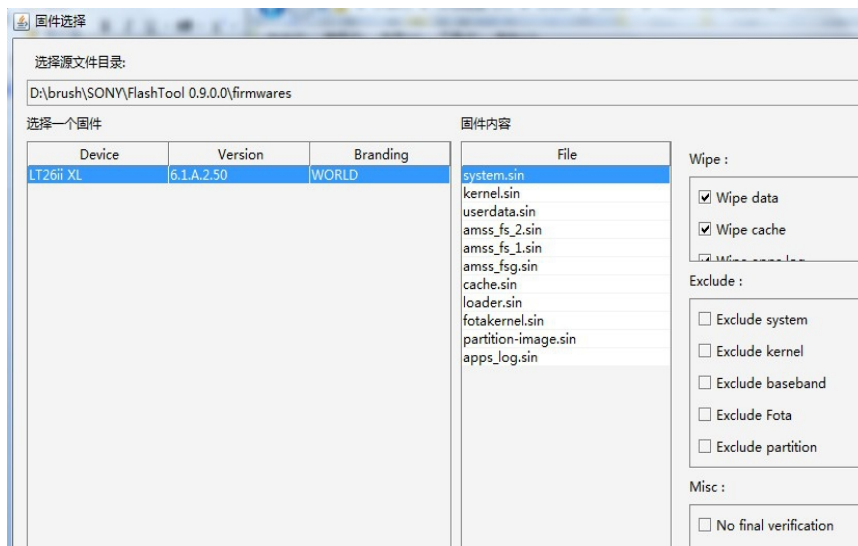 固件选择
选择源文件目录:
D:\brush\SONY\FlashTool 0.9.0.0\firmwares
选择一个固件
Device Version Branding
LT26ii XL 6.1.A.2.50 WORLD
固件内容
File
system.sin
kernel.sin
userdata.sin
amss_fs_2.sin
amss_fs_1.sin
amss_fsg.sin
cache.sin
loader.sin
fotakernel.sin
partition-image.sin
apps_log.sin
Wipe :
Wipe data
Wipe cache
Wipe apps log
Exclude :
Exclude system
Exclude kernel
Exclude baseband
Exclude Fota
Exclude partition
Misc :
No final verification